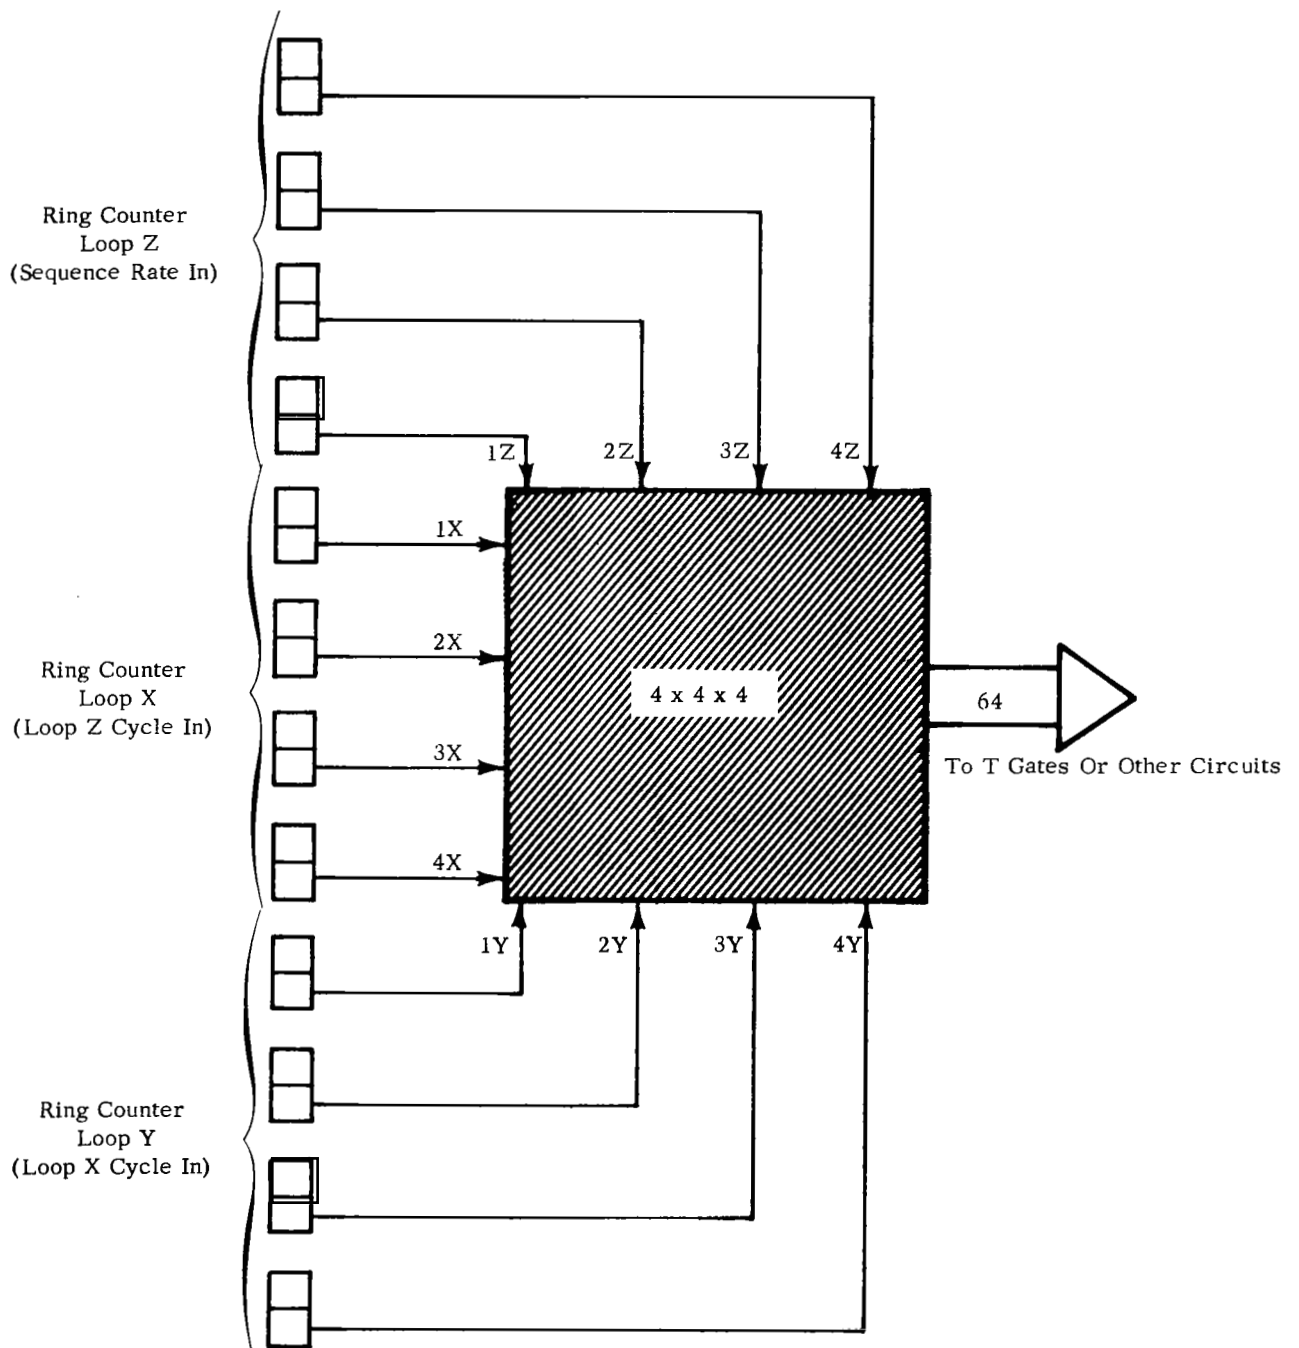 Ring Counter
Loop Z
(Sequence Rate In)
1Z
2Z
3Z
4Z
1X
2X
Ring Counter
Loop X
(Loop Z Cycle In)
4 x 4 x 4
64
3X
To T Gates Or Other Circuits
4X
1Y
2Y
3Y
4Y
Ring Counter
Loop Y
(Loop X Cycle In)